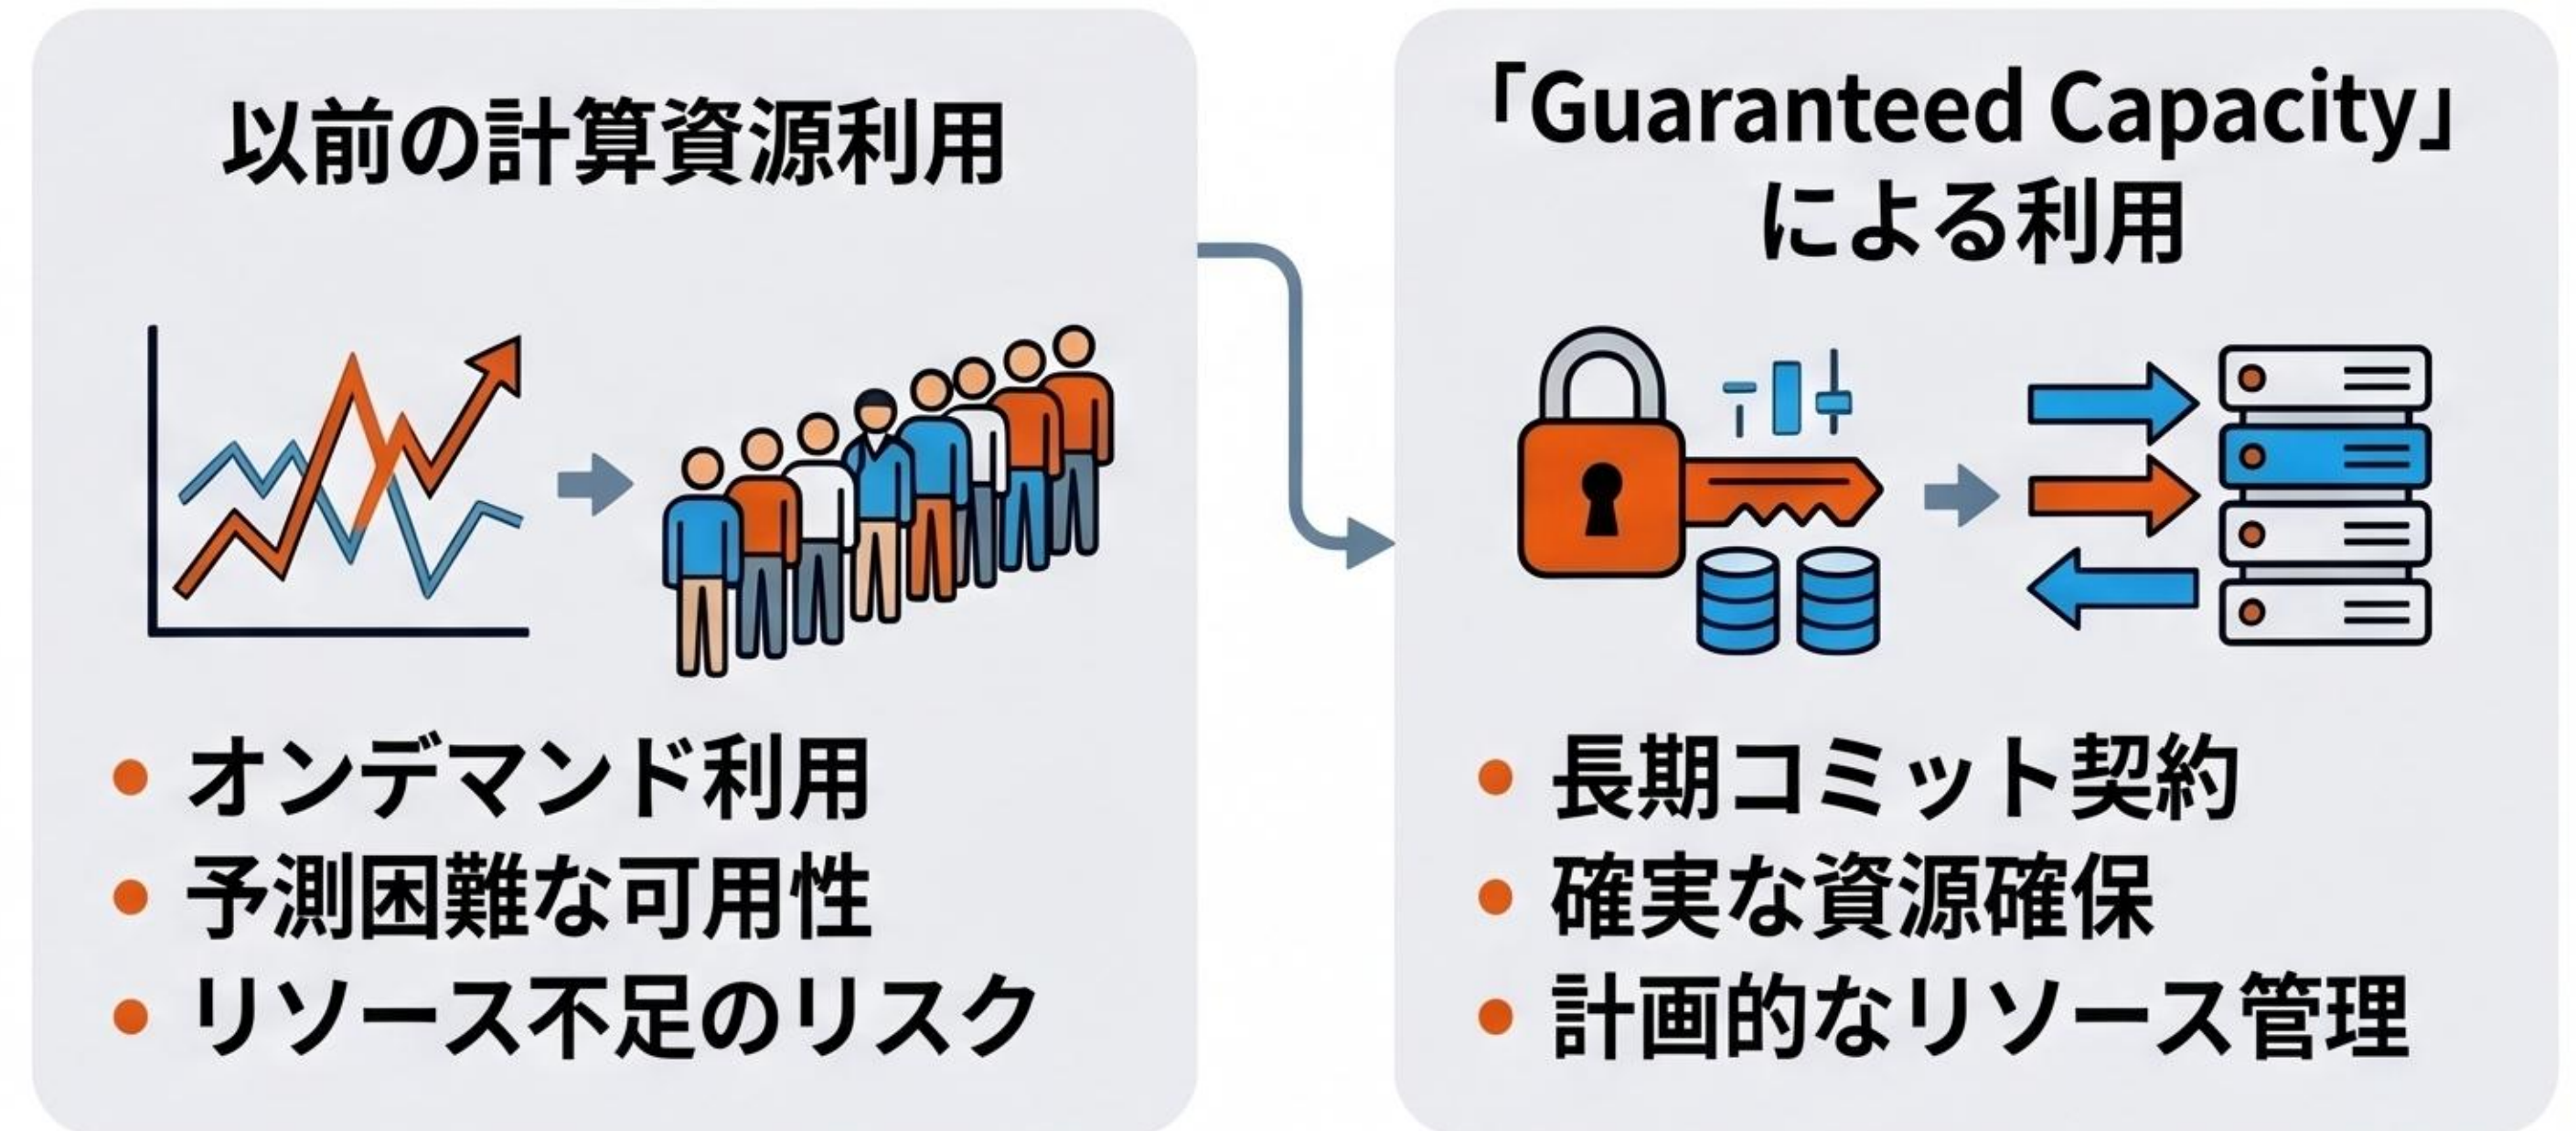 以前の計算資源利用
• オンデマンド利用
• 予測困難な可用性
• リソース不足のリスク
「Guaranteed Capacity」
による利用
• 長期コミット契約
• 確実な資源確保
• 計画的なリソース管理